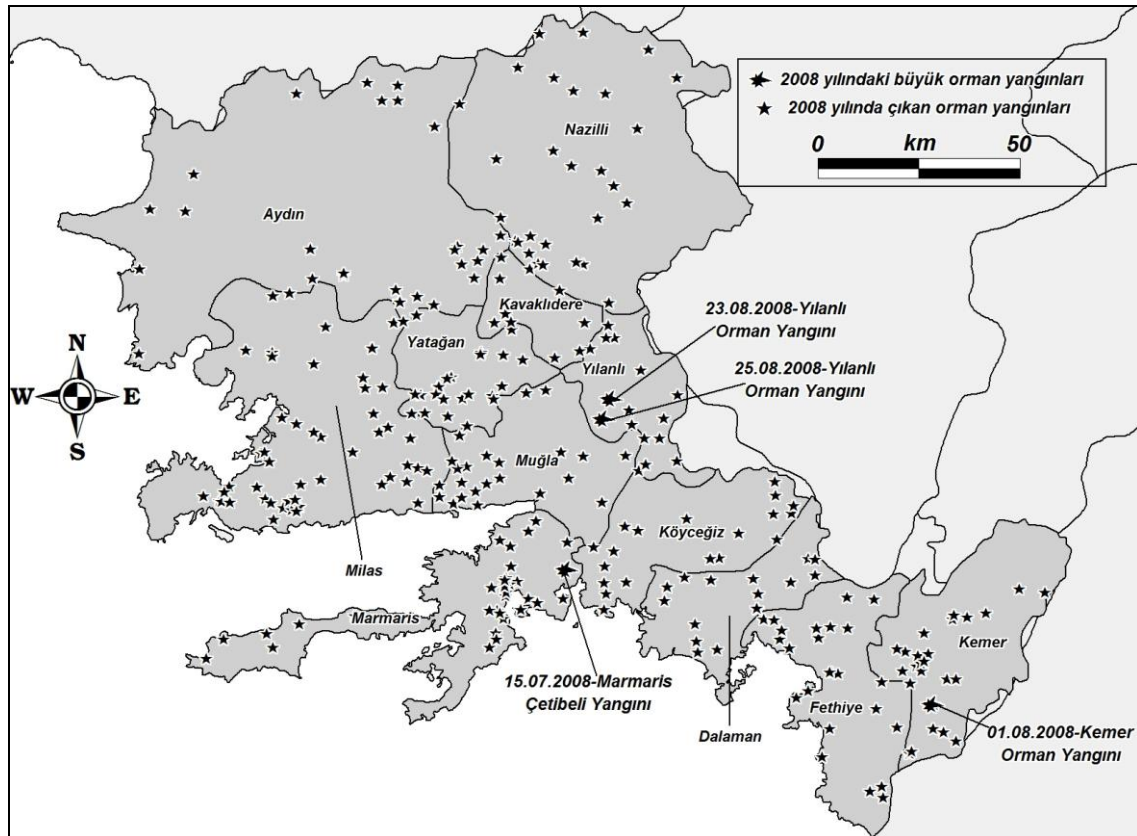 2008 yılındaki büyük orman yangınları
2008 yılında çıkan orman yangınları
0 km 50
Nazilli
Aydın
Kavaklıdere
23.08.2008-Yılanlı
Orman Yangını
Yatağan
Yılanlı
25.08.2008-Yılanlı
Orman Yangını
N
W E
S
Muğla
Köyceğiz
Milas
Marmaris
Kemer
15.07.2008-Marmaris
Çetibeli Yangını
Fethiye
Dalaman
01.08.2008-Kemer
Orman Yangını